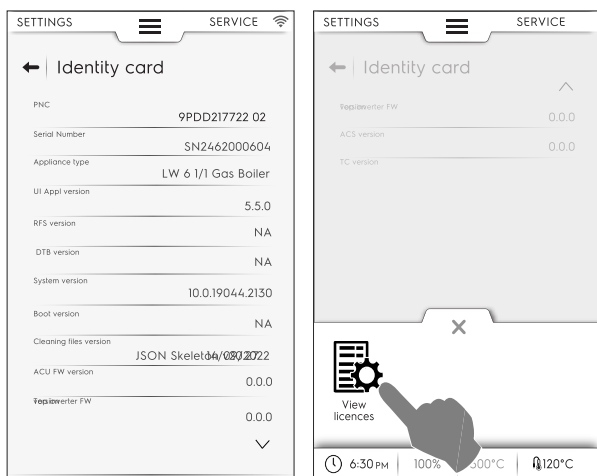 SETTINGS SERVICE
Identity card
PNC
9PDD217722 02
Serial Number
SN2462000604
Appliance type
LW 6 1/1 Gas Boiler
UI Appl version
5.5.0
RFS version
NA
DTB version
NA
System version
10.0.19044.2130
Boot version
NA
Cleaning files version
JSON
ACU FW version
0.0.0
FW
0.0.0
SETTINGS SERVICE
Identity card
FW
0.0.0
ACS version
0.0.0
TC version
View
licences
6:30 PM 100% 120°C